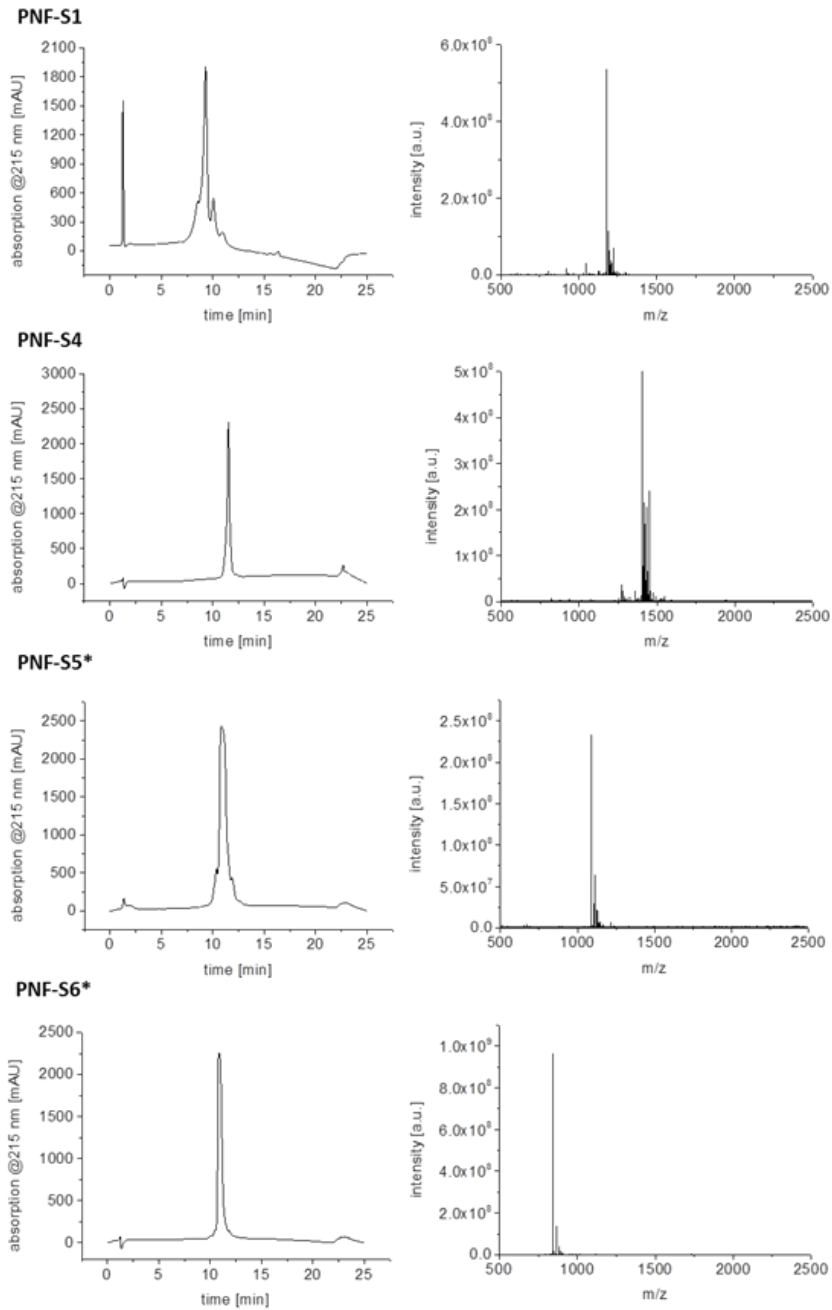 PNF-S1
2100
1800
1500
1200
900
600
300
0
absorption @215 nm [mAU]
0 5 10 15 20 25
time [min]
6.0x10⁸
4.0x10⁸
2.0x10⁸
0.0
intensity [a.u.]
500 1000 1500 2000 2500
m/z
PNF-S4
3000
2500
2000
1500
1000
500
0
absorption @215 nm [mAU]
0 5 10 15 20 25
time [min]
5x10⁸
4x10⁸
3x10⁸
2x10⁸
1x10⁸
0
intensity [a.u.]
500 1000 1500 2000 2500
m/z
PNF-S5*
2500
2000
1500
1000
500
0
absorption @215 nm [mAU]
0 5 10 15 20 25
time [min]
2.5x10⁸
2.0x10⁸
1.5x10⁸
1.0x10⁸
5.0x10⁷
0.0
intensity [a.u.]
500 1000 1500 2000 2500
m/z
PNF-S6*
2500
2000
1500
1000
500
0
absorption @215 nm [mAU]
0 5 10 15 20 25
time [min]
1.0x10⁹
8.0x10⁸
6.0x10⁸
4.0x10⁸
2.0x10⁸
0.0
intensity [a.u.]
500 1000 1500 2000 2500
m/z